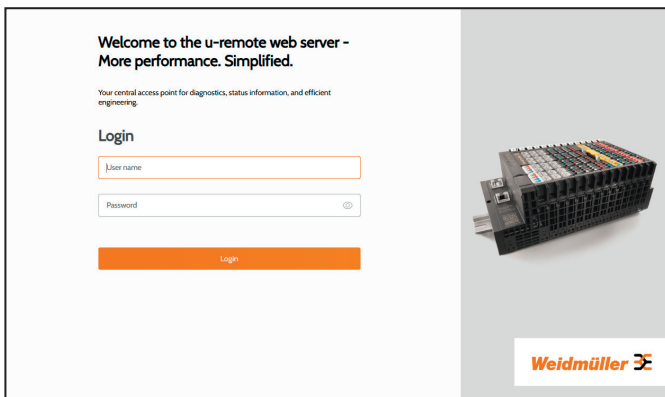 Welcome to the u-remote web server -
More performance. Simplified.
Your central access point for diagnostics, status information, and efficient
engineering.
Login
User name
Password
Login
Weidmüller